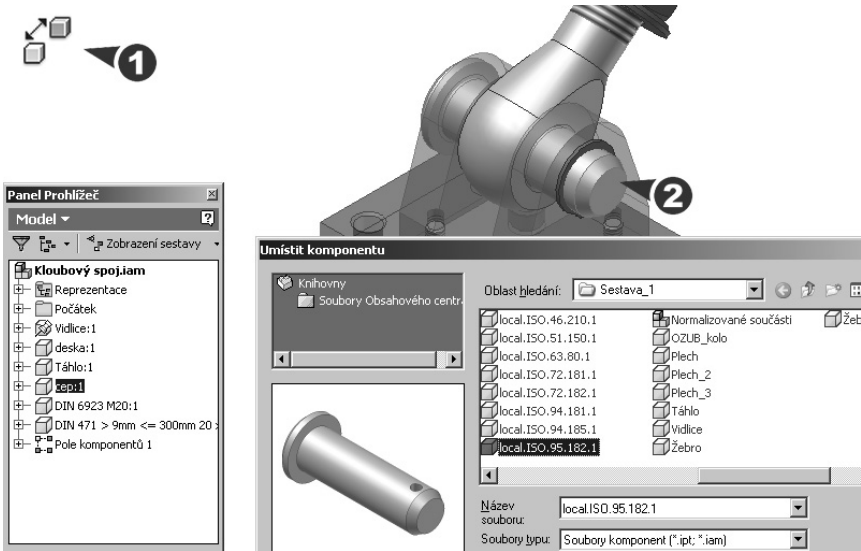 1
2
Panel Prohlížeč
Model
Zobrazení sestavy
Kloubový spoj.iam
Reprezentace
Počátek
Vidlice:1
deska:1
Táhlo:1
cep:1
DIN 6923 M20:1
DIN 471 > 9mm <= 300mm 20 >
Pole komponentů 1
Umístit komponentu
Knihovny
Soubory Obsahového centr
Oblast hledání: Sestava_1
local.ISO.46.210.1 Normalizované součásti Žeb
local.ISO.51.150.1 OZUB_kolo
local.ISO.63.80.1 Plech
local.ISO.72.181.1 Plech_2
local.ISO.72.182.1 Plech_3
local.ISO.94.181.1 Táhlo
local.ISO.94.185.1 Vidlice
local.ISO.95.182.1 Žebro
Název souboru: local.ISO.95.182.1
Soubory typu: Soubory komponent (*.ipt; *.iam)